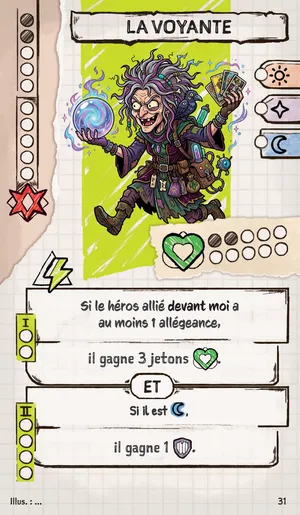 LA VOYANTE
Si le héros allié devant moi a
au moins 1 allégeance,
I
il gagne 3 jetons .
ET
II
Si il est ,
il gagne 1 .
Illus. : ...
31